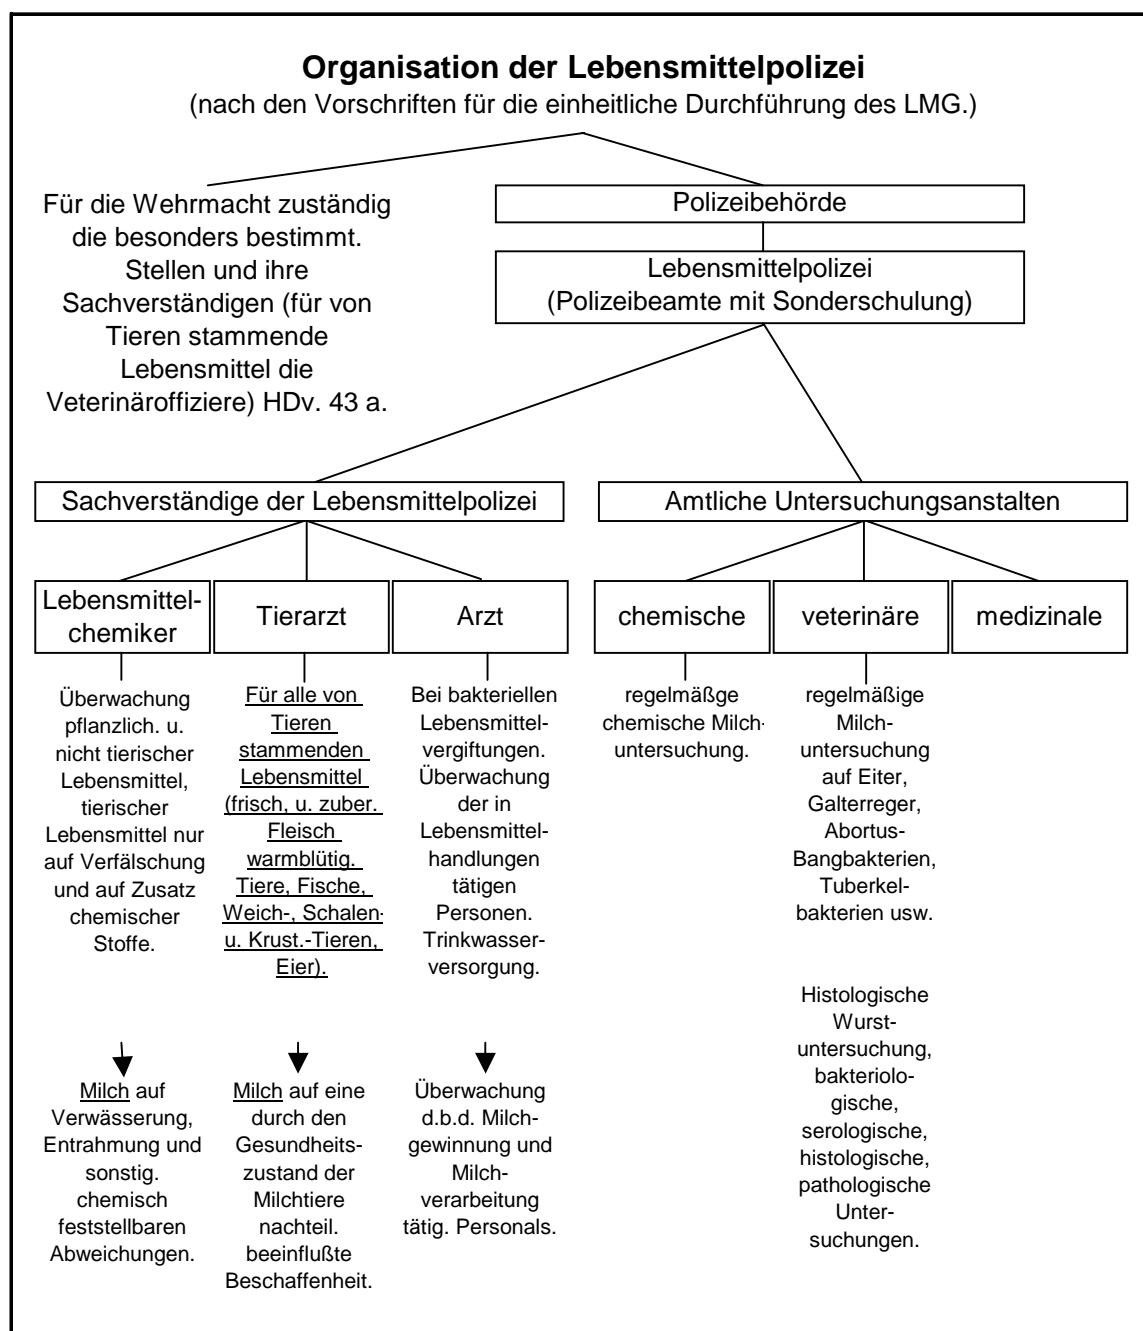 Organisation der Lebensmittelpolizei
(nach den Vorschriften für die einheitliche Durchführung des LMG.)
Für die Wehrmacht zuständig
die besonders bestimmt.
Stellen und ihre
Sachverständigen (für von
Tieren stammende
Lebensmittel die
Veterinäroffiziere) HDv. 43 a.
Polizeibehörde
Lebensmittelpolizei
(Polizeibeamte mit Sonderschulung)
Sachverständige der Lebensmittelpolizei
Lebensmittel-
chemiker
Überwachung
pflanzlich. u.
nicht tierischer
Lebensmittel,
tierischer
Lebensmittel nur
auf Verfälschung
und auf Zusatz
chemischer
Stoffe.
Milch auf
Verwässerung,
Entrahmung und
sonstig.
chemisch
feststellbaren
Abweichungen.
Tierarzt
Für alle von
Tieren
stammenden
Lebensmittel
(frisch, u. zuber.
Fleisch
warmblütig.
Tiere, Fische,
Weich-, Schalen-
u. Krust.-Tieren,
Eier).
Milch auf eine
durch den
Gesundheits-
zustand der
Milchtiere
nachteil.
beeinflußte
Beschaffenheit.
Arzt
Bei bakteriellen
Lebensmittel-
vergiftungen.
Überwachung
der in
Lebensmittel-
handlungen
tätigen
Personen.
Trinkwasser-
versorgung.
Überwachung
d.b.d. Milch-
gewinnung und
Milch-
verarbeitung
tätig. Personals.
Amtliche Untersuchungsanstalten
chemische
regelmäßge
chemische Milch-
untersuchung.
veterinäre
regelmäßige
Milch-
untersuchung
auf Eiter,
Galterreger,
Abortus-
Bangbakterien,
Tuberkel-
bakterien usw.
Histologische
Wurst-
untersuchung,
bakteriolo-
gische,
serologische,
histologische,
pathologische
Unter-
suchungen.
medizinale